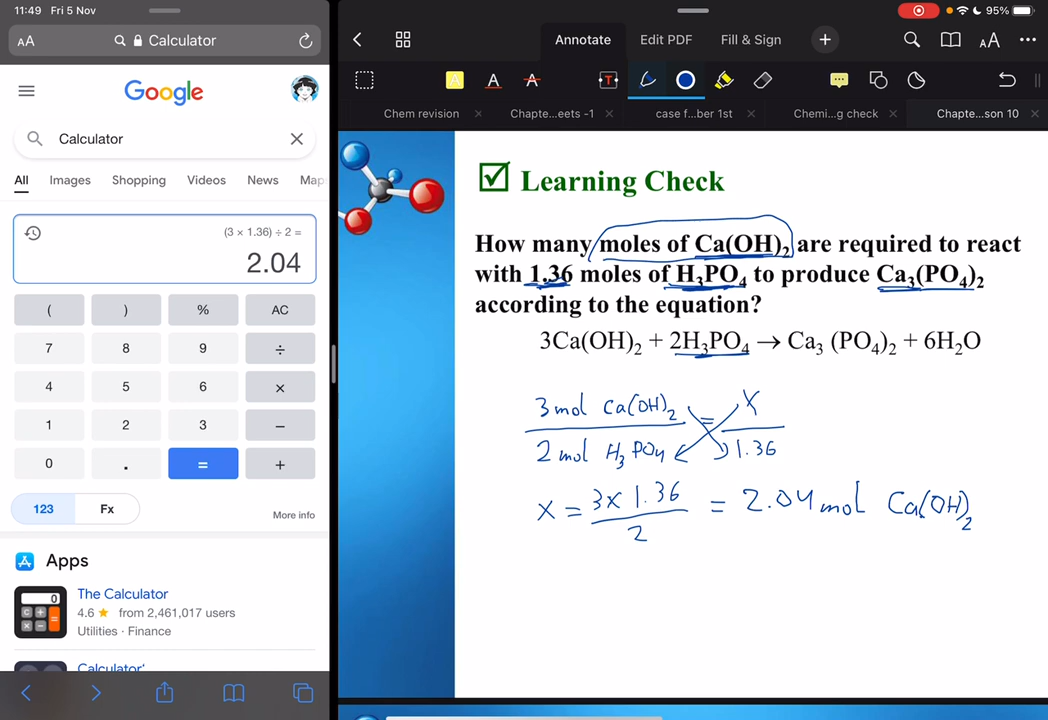 11:49 Fri 5 Nov
95%
AA
Calculator
Google
Calculator
All Images Shopping Videos News Map
(3 × 1.36) ÷ 2 =
2.04
( ) % AC
7 8 9 ÷
4 5 6 ×
1 2 3 −
0 . = +
123 Fx
More info
Apps
The Calculator
4.6 ★ from 2,461,017 users
Utilities · Finance
Calculator'
Annotate Edit PDF Fill & Sign +
AA
A A A T
Chem revision × Chapte...eets -1 × case f...ber 1st × Chemi...g check × Chapte...son 10 ×
Learning Check
How many moles of Ca(OH)₂ are required to react
with 1.36 moles of H₃PO₄ to produce Ca₃(PO₄)₂
according to the equation?
3Ca(OH)₂ + 2H₃PO₄ → Ca₃ (PO₄)₂ + 6H₂O
3 mol Ca(OH)₂ = X
2 mol H₃PO₄ 1.36
X = 3 x 1.36 = 2.04 mol Ca(OH)₂
2